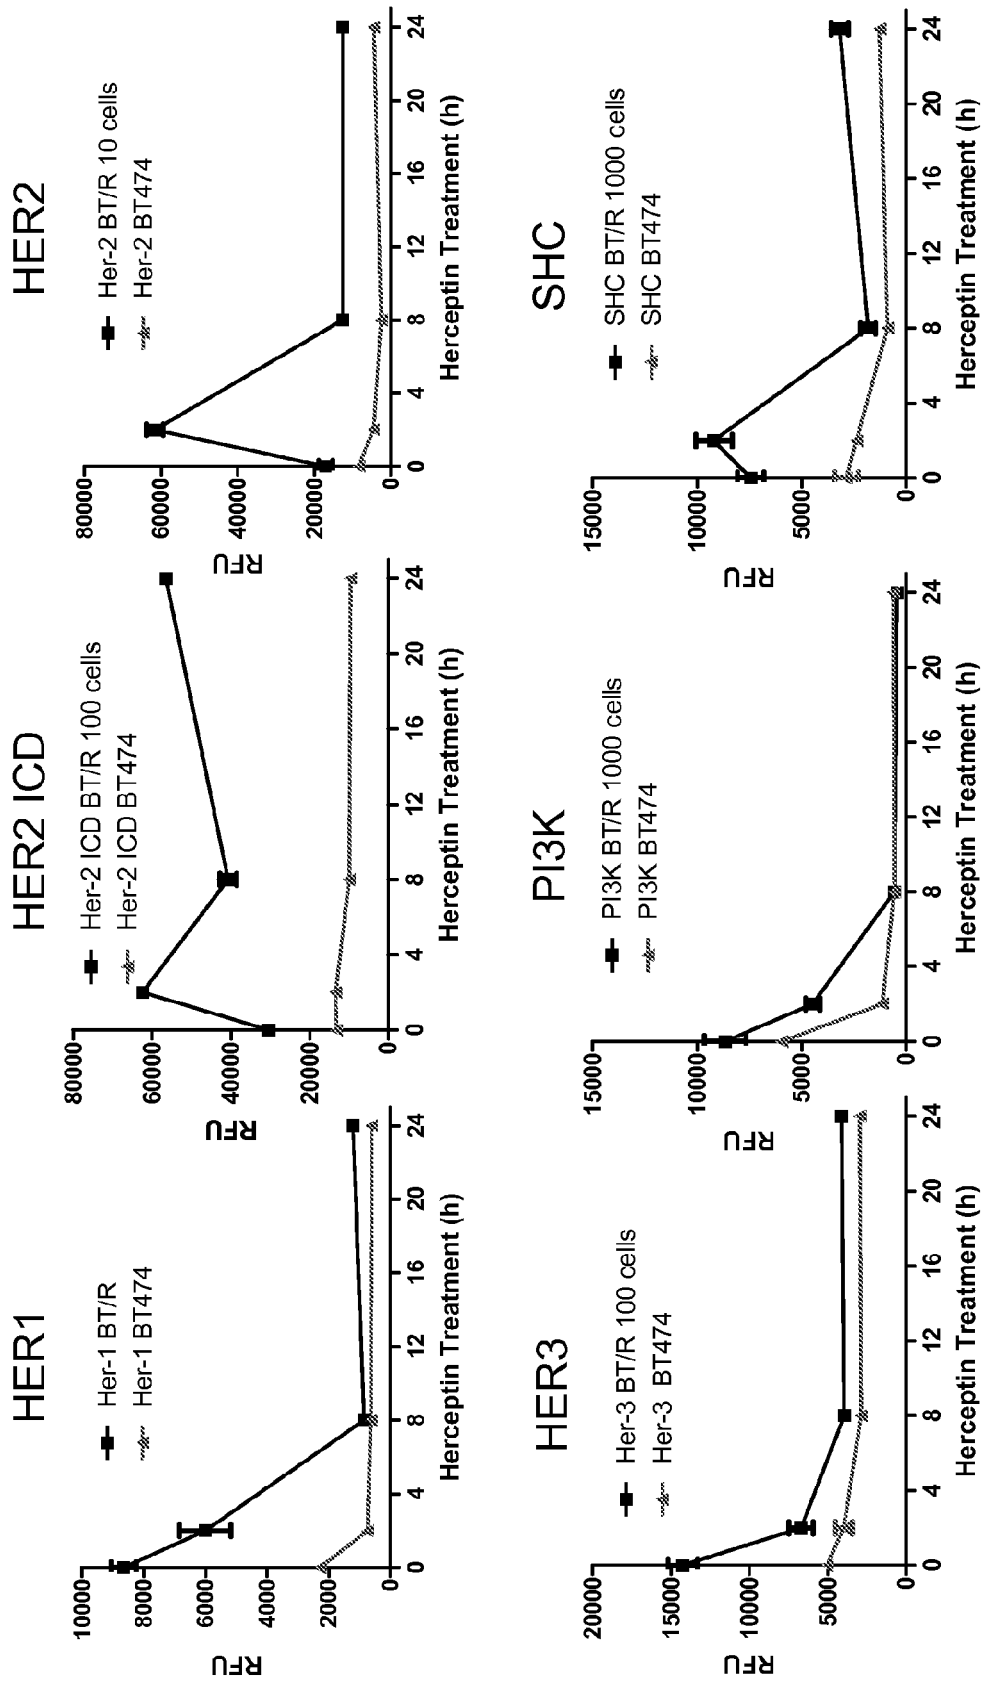 HER1
Her-1 BT/R
Her-1 BT474
RFU
10000
8000
6000
4000
2000
0
0 4 8 12 16 20 24
Herceptin Treatment (h)
HER2 ICD
Her-2 ICD BT/R 100 cells
Her-2 ICD BT474
RFU
80000
60000
40000
20000
0
0 4 8 12 16 20 24
Herceptin Treatment (h)
HER2
Her-2 BT/R 10 cells
Her-2 BT474
RFU
80000
60000
40000
20000
0
0 4 8 12 16 20 24
Herceptin Treatment (h)
HER3
Her-3 BT/R 100 cells
Her-3 BT474
RFU
20000
15000
10000
5000
0
0 4 8 12 16 20 24
Herceptin Treatment (h)
PI3K
PI3K BT/R 1000 cells
PI3K BT474
RFU
15000
10000
5000
0
0 4 8 12 16 20 24
Herceptin Treatment (h)
SHC
SHC BT/R 1000 cells
SHC BT474
RFU
15000
10000
5000
0
0 4 8 12 16 20 24
Herceptin Treatment (h)